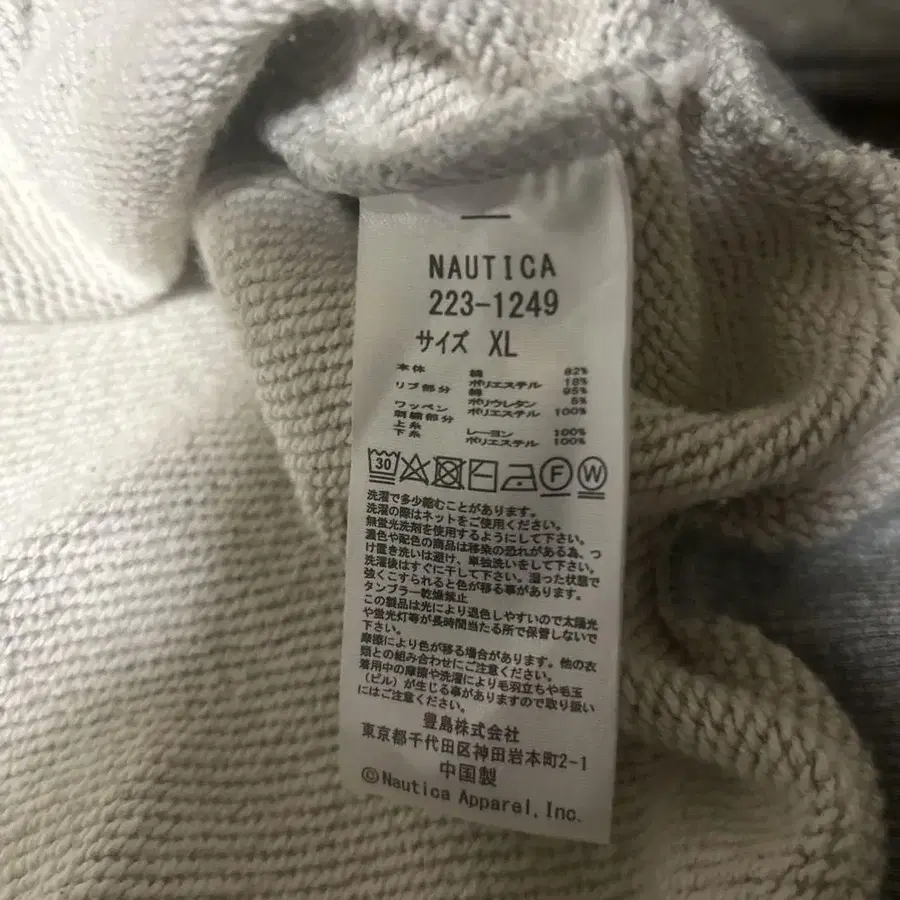 NAUTICA
223-1249
サイズ XL
本体 綿 82%
ポリエステル 18%
リブ部分 綿 95%
ポリウレタン 5%
ワッペン ポリエステル 100%
刺繍部分
上糸 レーヨン 100%
下糸 ポリエステル 100%
30 F W
洗濯で多少縮むことがあります。
洗濯の際はネットをご使用ください。
無蛍光洗剤を使用するようにして下さい。
濃色や配色の商品は移染の恐れがある為、つ
け置き洗いは避け、単独洗いをして下さい。
洗濯後はすぐに干して下さい。湿った状態で
強くこすられると色が移る事があります。
タンブラー乾燥禁止
この製品は光により退色しやすいので太陽光
や蛍光灯等が長時間当たる所で保管しないで
下さい。
摩擦により色が移る場合があります。他の衣
類との組み合わせにご注意ください。
着用中の摩擦や洗濯により毛羽立ちや毛玉
（ピル）が生じる事がありますので取り扱い
にはご注意ください。
豊島株式会社
東京都千代田区神田岩本町2-1
中国製
©Nautica Apparel, Inc.